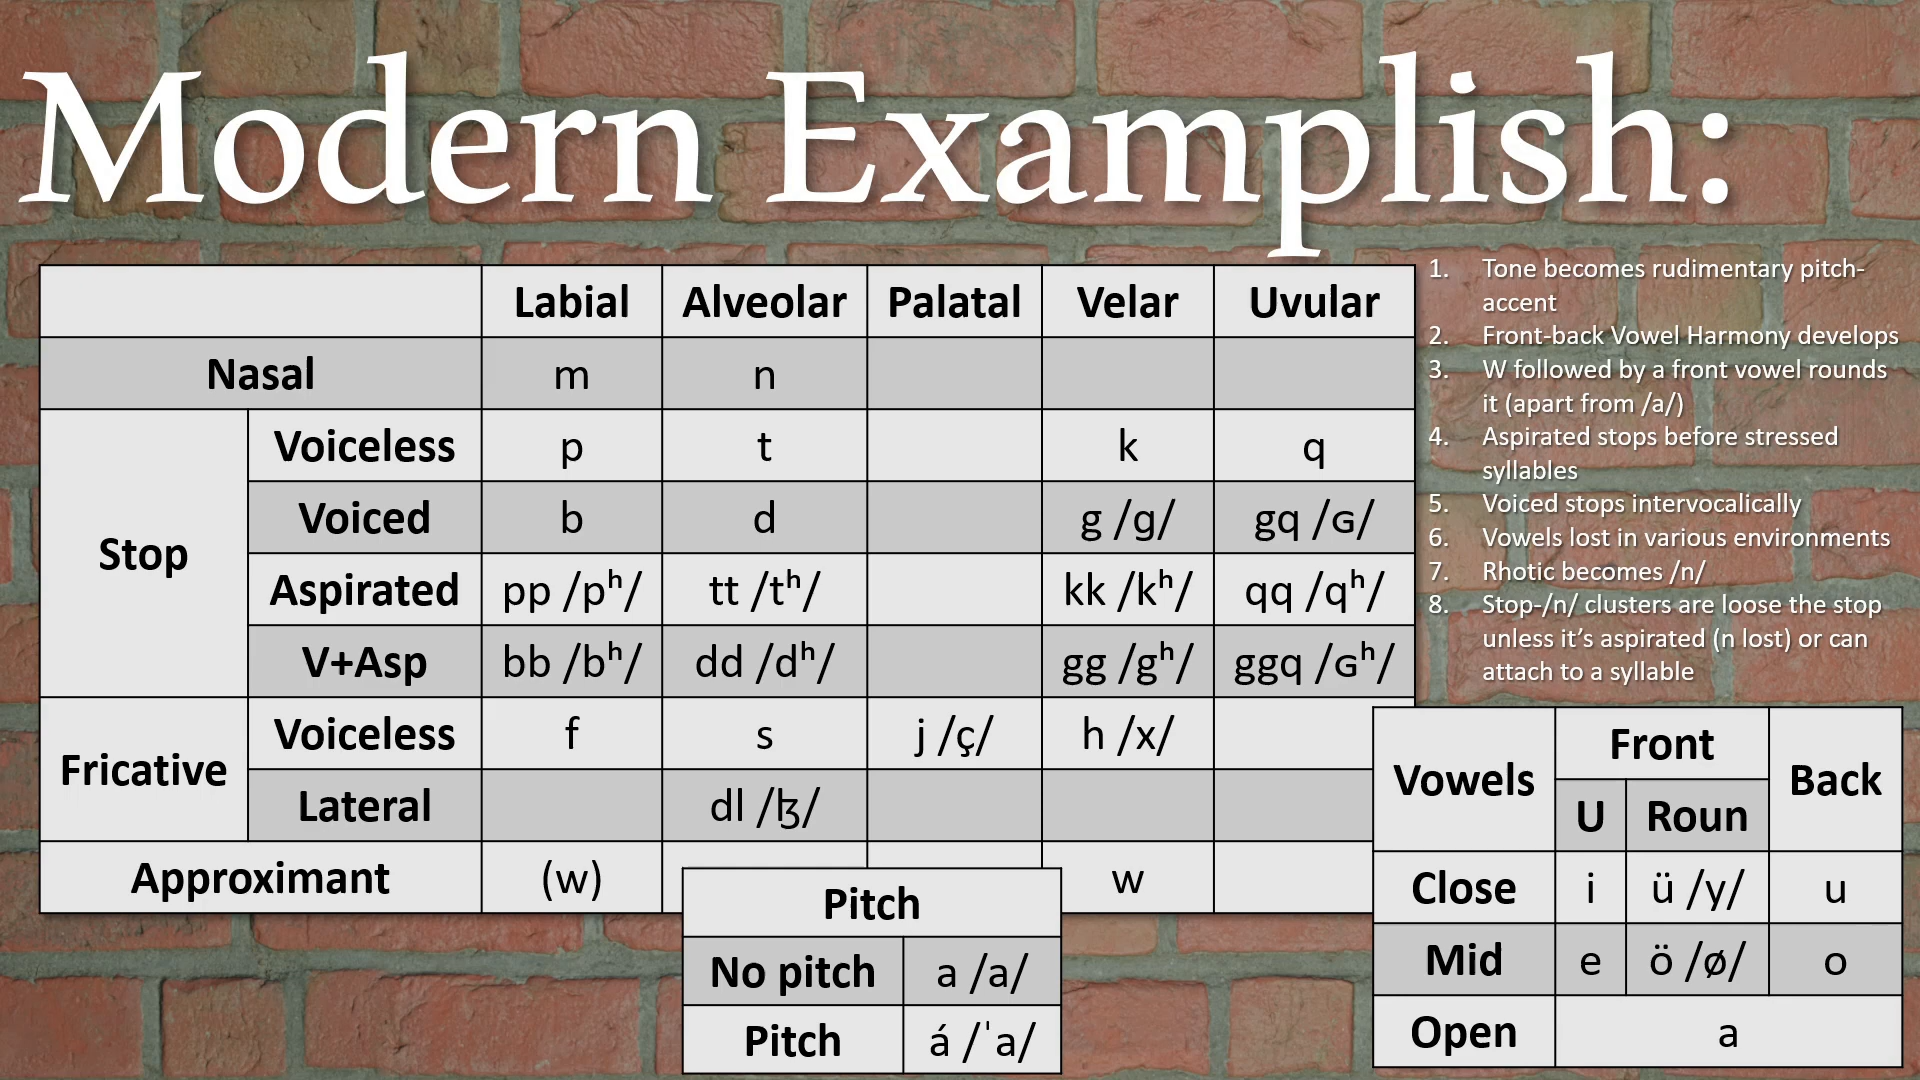 Modern Examplish:
Labial Alveolar Palatal Velar Uvular
Nasal m n
Stop Voiceless p t k q
Voiced b d g /g/ gq /ɢ/
Aspirated pp /pʰ/ tt /tʰ/ kk /kʰ/ qq /qʰ/
V+Asp bb /bʰ/ dd /dʰ/ gg /gʰ/ ggq /ɢʰ/
Fricative Voiceless f s j /ç/ h /x/
Lateral dl /ɮ/
Approximant (w) w
1. Tone becomes rudimentary pitch-
accent
2. Front-back Vowel Harmony develops
3. W followed by a front vowel rounds
it (apart from /a/)
4. Aspirated stops before stressed
syllables
5. Voiced stops intervocalically
6. Vowels lost in various environments
7. Rhotic becomes /n/
8. Stop-/n/ clusters are loose the stop
unless it’s aspirated (n lost) or can
attach to a syllable
Pitch
No pitch a /a/
Pitch á /ˈa/
Vowels Front Back
U Roun
Close i ü /y/ u
Mid e ö /ø/ o
Open a